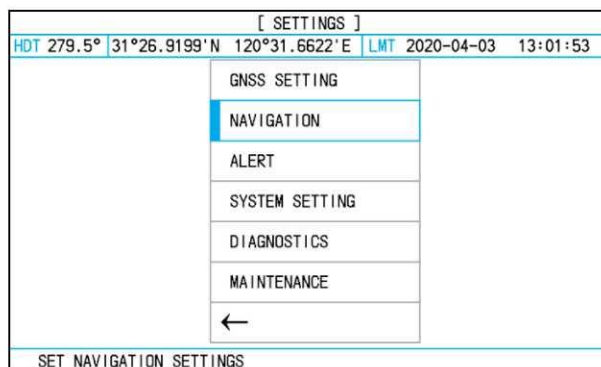 [ SETTINGS ]
HDT 279.5° 31°26.9199'N 120°31.6622'E LMT 2020-04-03 13:01:53
GNSS SETTING
NAVIGATION
ALERT
SYSTEM SETTING
DIAGNOSTICS
MAINTENANCE
←
SET NAVIGATION SETTINGS